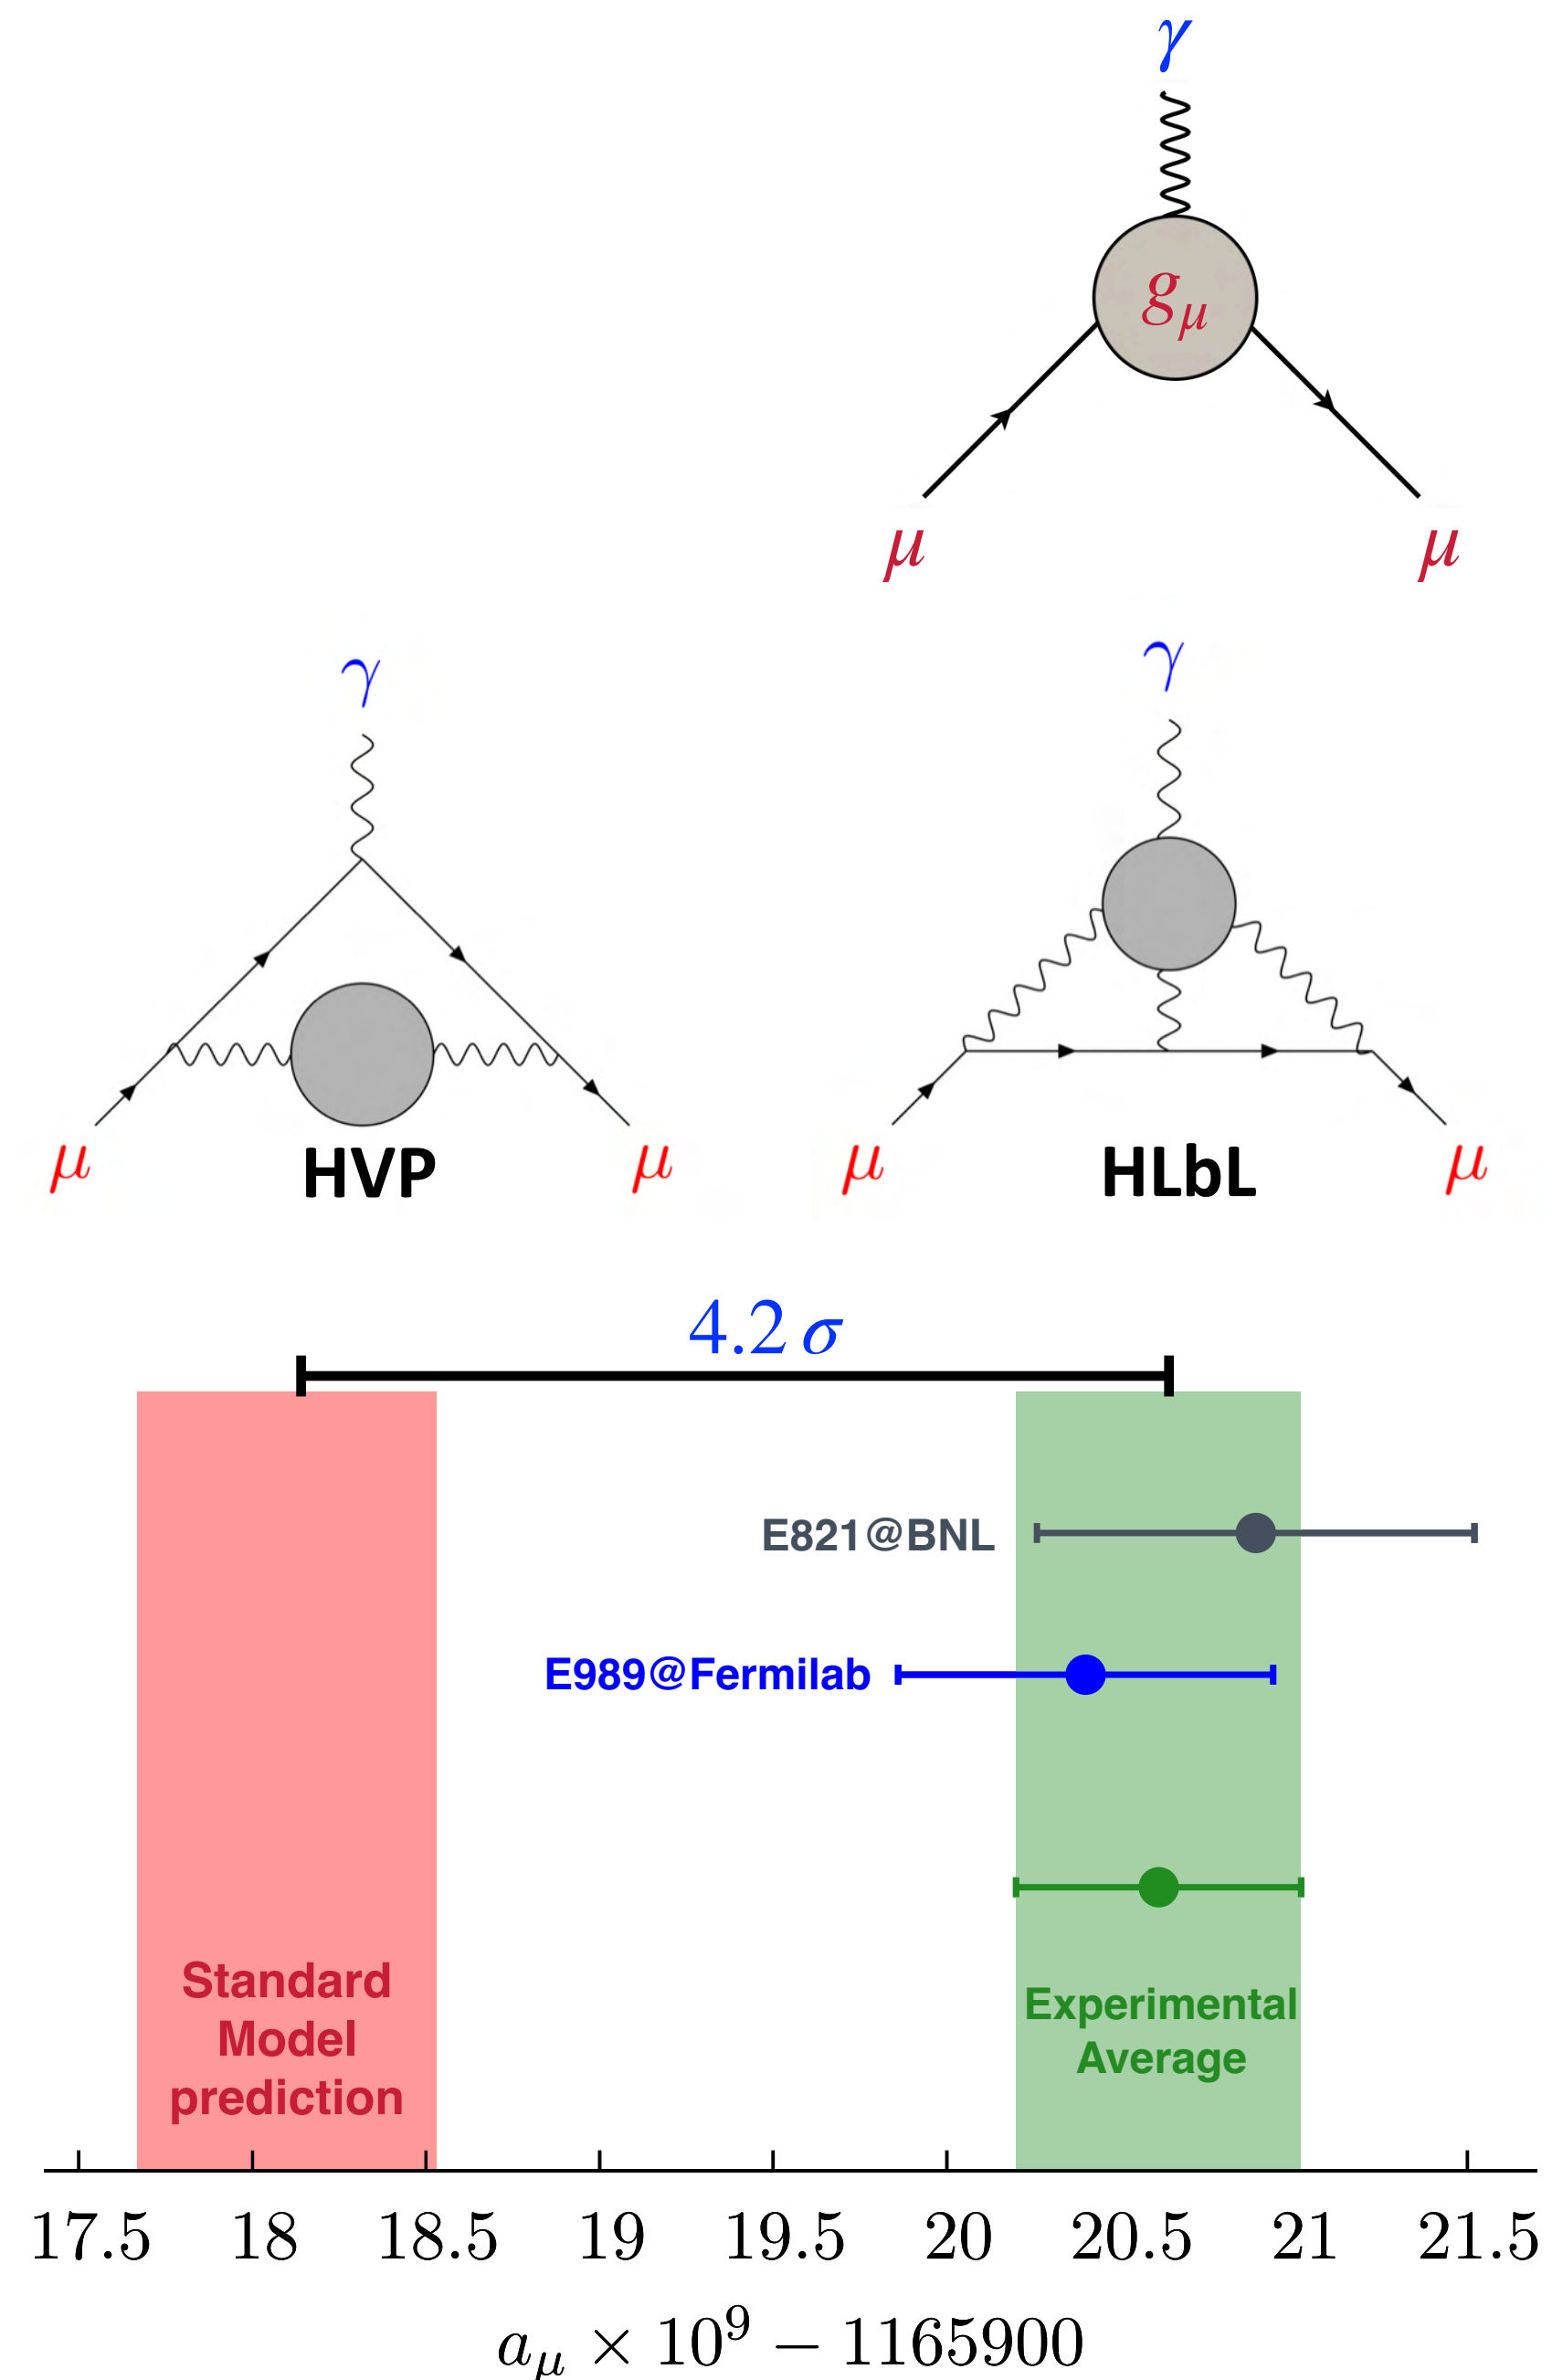 γ
gμ
μ μ
γ γ
μ HVP μ μ HLbL μ
4.2 σ
E821@BNL
E989@Fermilab
Standard
Model
prediction
Experimental
Average
17.5 18 18.5 19 19.5 20 20.5 21 21.5
aμ × 10⁹ − 1165900